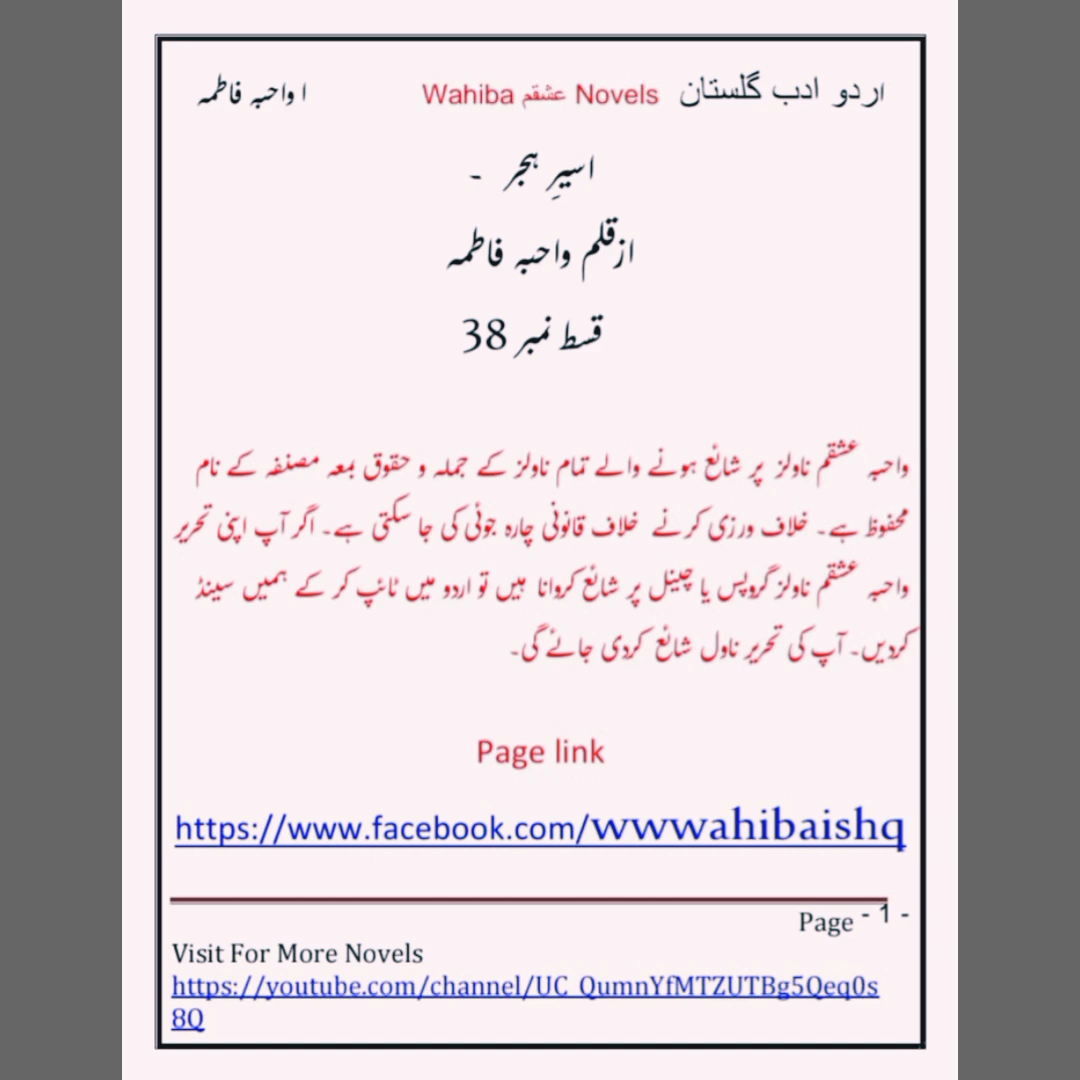 اردو ادب گلستان Wahiba عشقم Novels ا واحبہ فاطمہ
اسیرِ ہجر ۔
ازقلم واحبہ فاطمہ
قسط نمبر 38
واحبہ عشقم ناولز پر شائع ہونے والے تمام ناولز کے جملہ و حقوق بمعہ مصنفہ کے نام
محفوظ ہے۔ خلاف ورزی کرنے خلاف قانونی چارہ جوئی کی جا سکتی ہے۔ اگر آپ اپنی تحریر
واحبہ عشقم ناولز گروپس یا چینل پر شائع کروانا ہیں تو اردو میں ٹائپ کر کے ہمیں سینڈ
کردیں۔ آپ کی تحریر ناول شائع کردی جائے گی۔
Page link
https://www.facebook.com/wwwahibaishq
Page - 1 -
Visit For More Novels
https://youtube.com/channel/UC_QumnYfMTZUTBg5Qeq0s
8Q